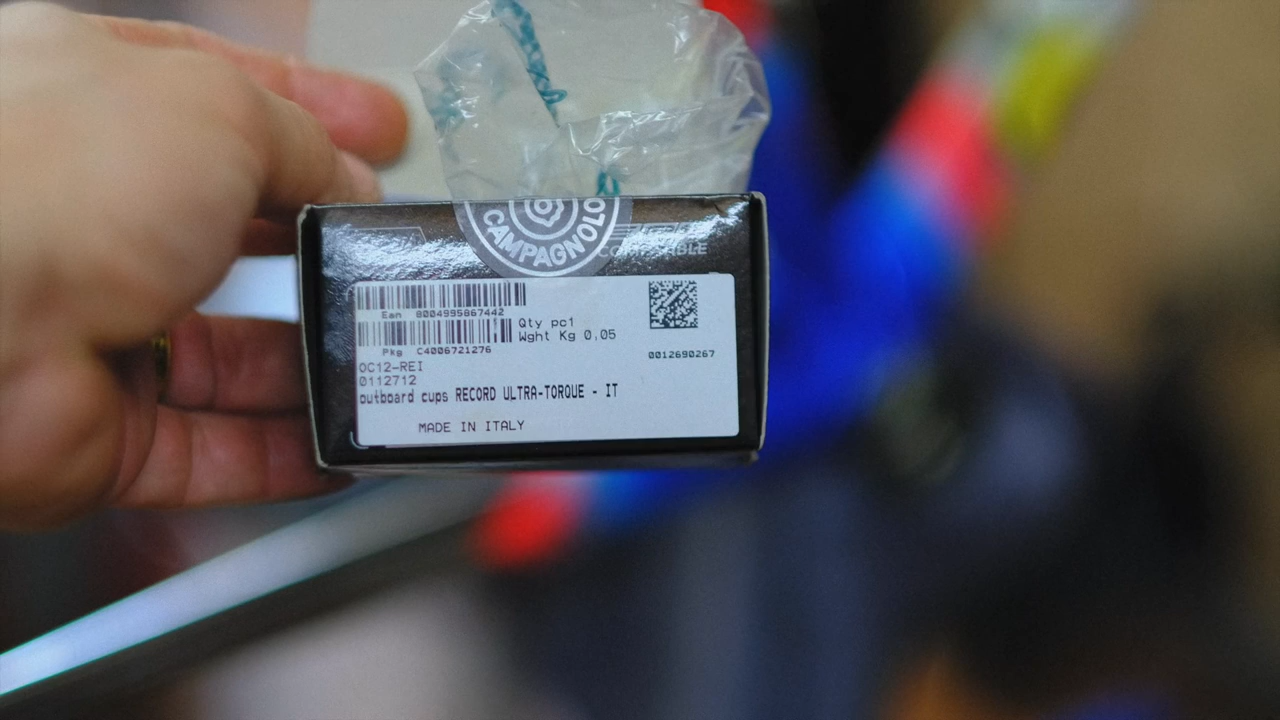 CAMPAGNOLO
Ean 8004995867442
Qty pc1
Wght Kg 0,05
Pkg C4006721276
0012690267
OC12-REI
0112712
outboard cups RECORD ULTRA-TORQUE - IT
MADE IN ITALY